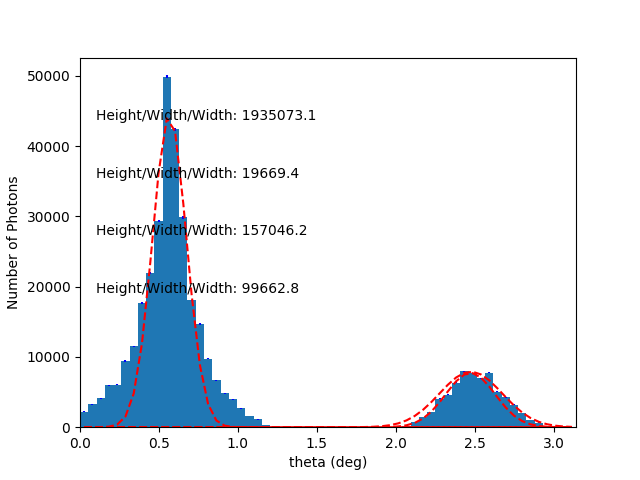 50000
Height/Width/Width: 1935073.1
40000
Height/Width/Width: 19669.4
30000
Height/Width/Width: 157046.2
20000
Height/Width/Width: 99662.8
10000
0
Number of Photons
0.0 0.5 1.0 1.5 2.0 2.5 3.0
theta (deg)